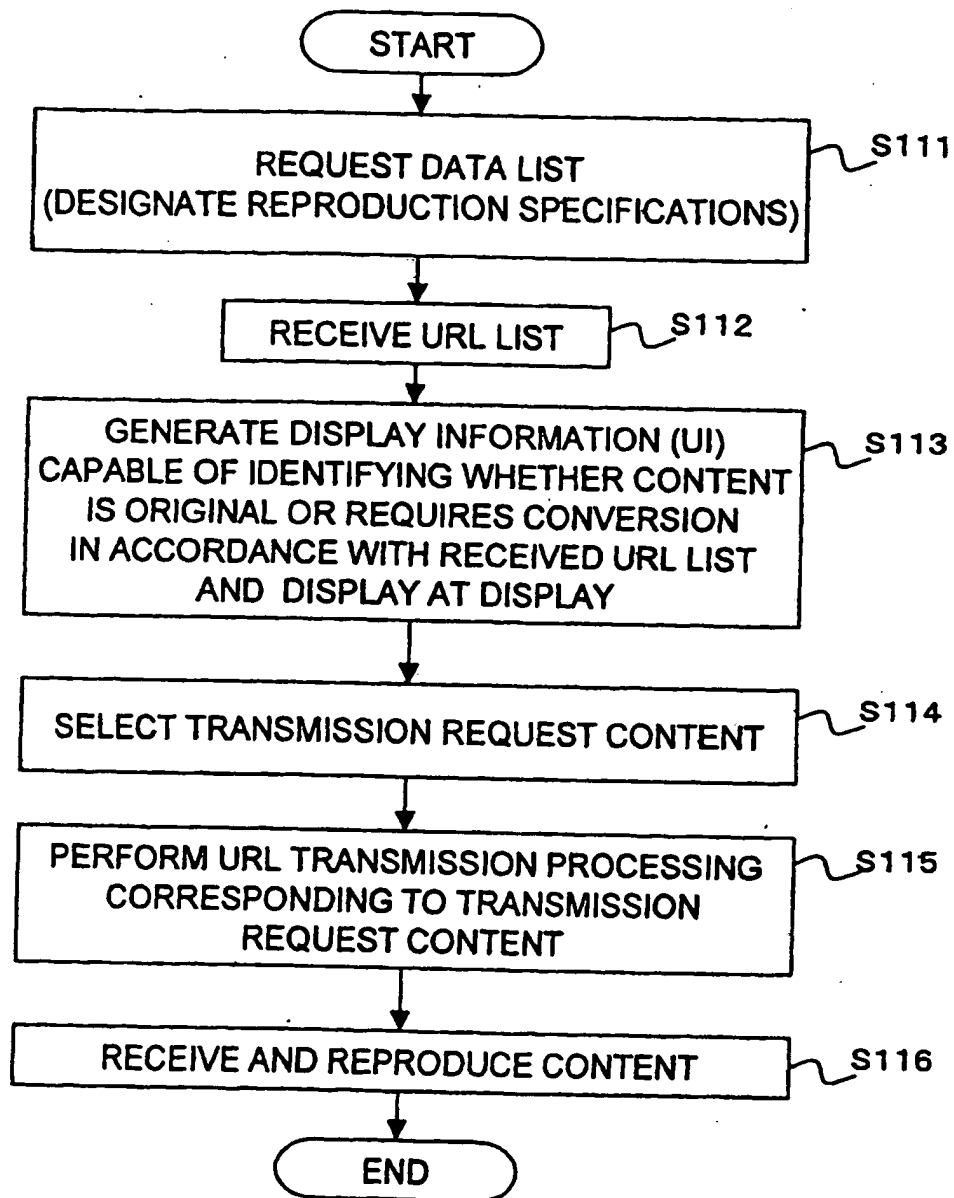 START
REQUEST DATA LIST
(DESIGNATE REPRODUCTION SPECIFICATIONS)
S111
RECEIVE URL LIST
S112
GENERATE DISPLAY INFORMATION (UI)
CAPABLE OF IDENTIFYING WHETHER CONTENT
IS ORIGINAL OR REQUIRES CONVERSION
IN ACCORDANCE WITH RECEIVED URL LIST
AND DISPLAY AT DISPLAY
S113
SELECT TRANSMISSION REQUEST CONTENT
S114
PERFORM URL TRANSMISSION PROCESSING
CORRESPONDING TO TRANSMISSION
REQUEST CONTENT
S115
RECEIVE AND REPRODUCE CONTENT
S116
END